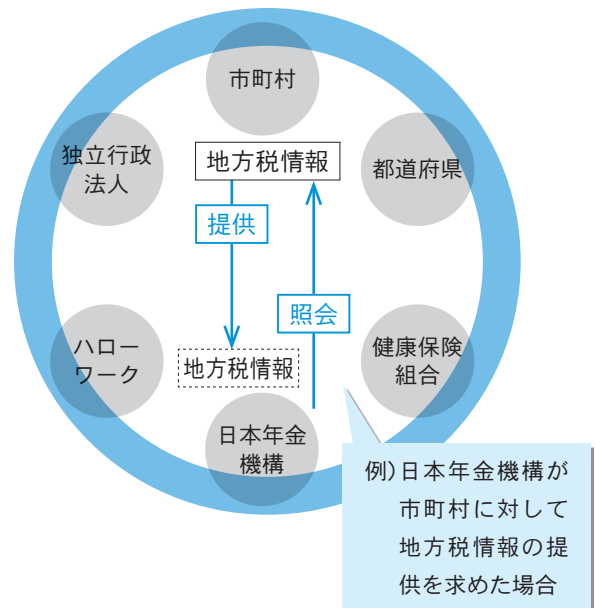 市町村
独立行政
法人
地方税情報
都道府県
提供
照会
ハロー
ワーク
地方税情報
健康保険
組合
日本年金
機構
例)日本年金機構が
市町村に対して
地方税情報の提
供を求めた場合